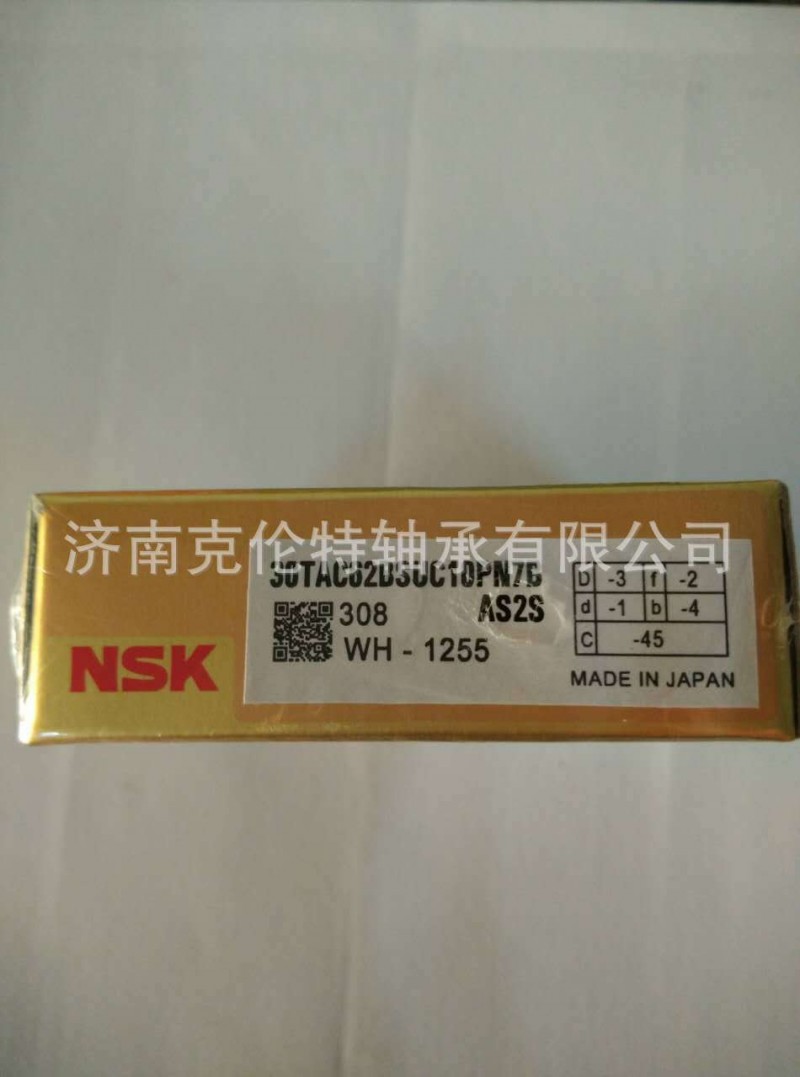 济南克伦特轴承有限公司
30TAC62DSUC10PN7B
AS2S
308
WH - 1255
NSK
D -3 f -2
d -1 b -4
C -45
MADE IN JAPAN